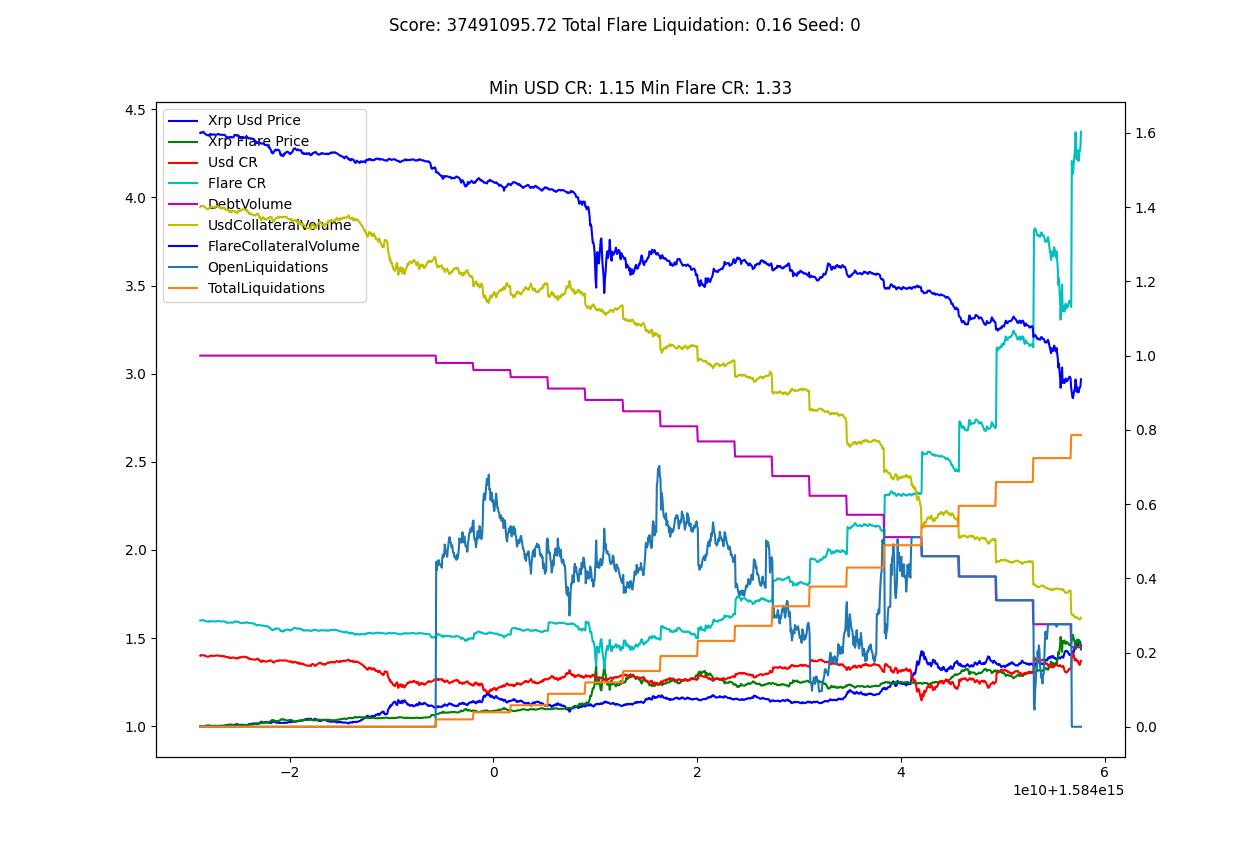 Score: 37491095.72 Total Flare Liquidation: 0.16 Seed: 0
Min USD CR: 1.15 Min Flare CR: 1.33
4.5
4.0
3.5
3.0
2.5
2.0
1.5
1.0
Xrp Usd Price
Xrp Flare Price
Usd CR
Flare CR
DebtVolume
UsdCollateralVolume
FlareCollateralVolume
OpenLiquidations
TotalLiquidations
1.6
1.4
1.2
1.0
0.8
0.6
0.4
0.2
0.0
−2 0 2 4 6
1e10+1.584e15